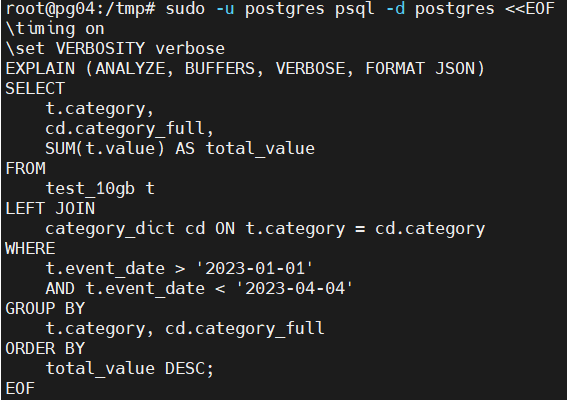 root@pg04:/tmp# sudo -u postgres psql -d postgres <<EOF
\timing on
\set VERBOSITY verbose
EXPLAIN (ANALYZE, BUFFERS, VERBOSE, FORMAT JSON)
SELECT
    t.category,
    cd.category_full,
    SUM(t.value) AS total_value
FROM
    test_10gb t
LEFT JOIN
    category_dict cd ON t.category = cd.category
WHERE
    t.event_date > '2023-01-01'
    AND t.event_date < '2023-04-04'
GROUP BY
    t.category, cd.category_full
ORDER BY
    total_value DESC;
EOF